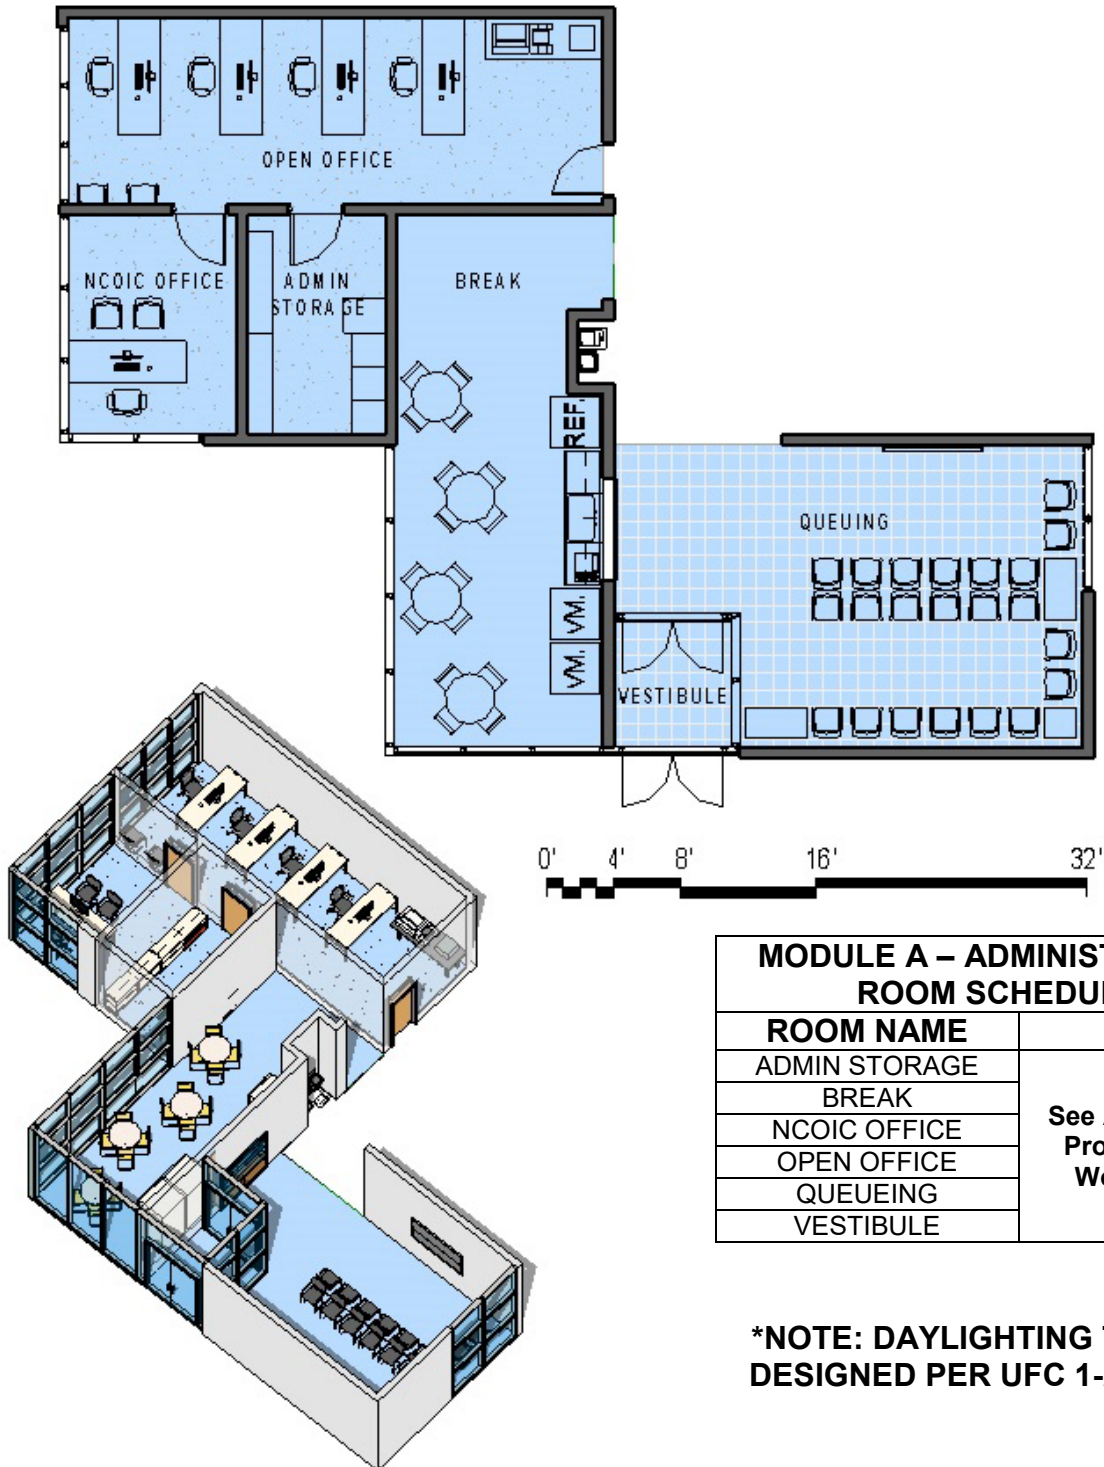 OPEN OFFICE
NCOIC OFFICE
ADMIN
STORAGE
BREAK
REF.
QUEUING
VM.
VM.
VESTIBULE
0' 4' 8' 16' 32'
MODULE A – ADMINIST
ROOM SCHEDU
ROOM NAME
ADMIN STORAGE
BREAK
NCOIC OFFICE
OPEN OFFICE
QUEUEING
VESTIBULE
See
Pro
We
*NOTE: DAYLIGHTING
DESIGNED PER UFC 1-